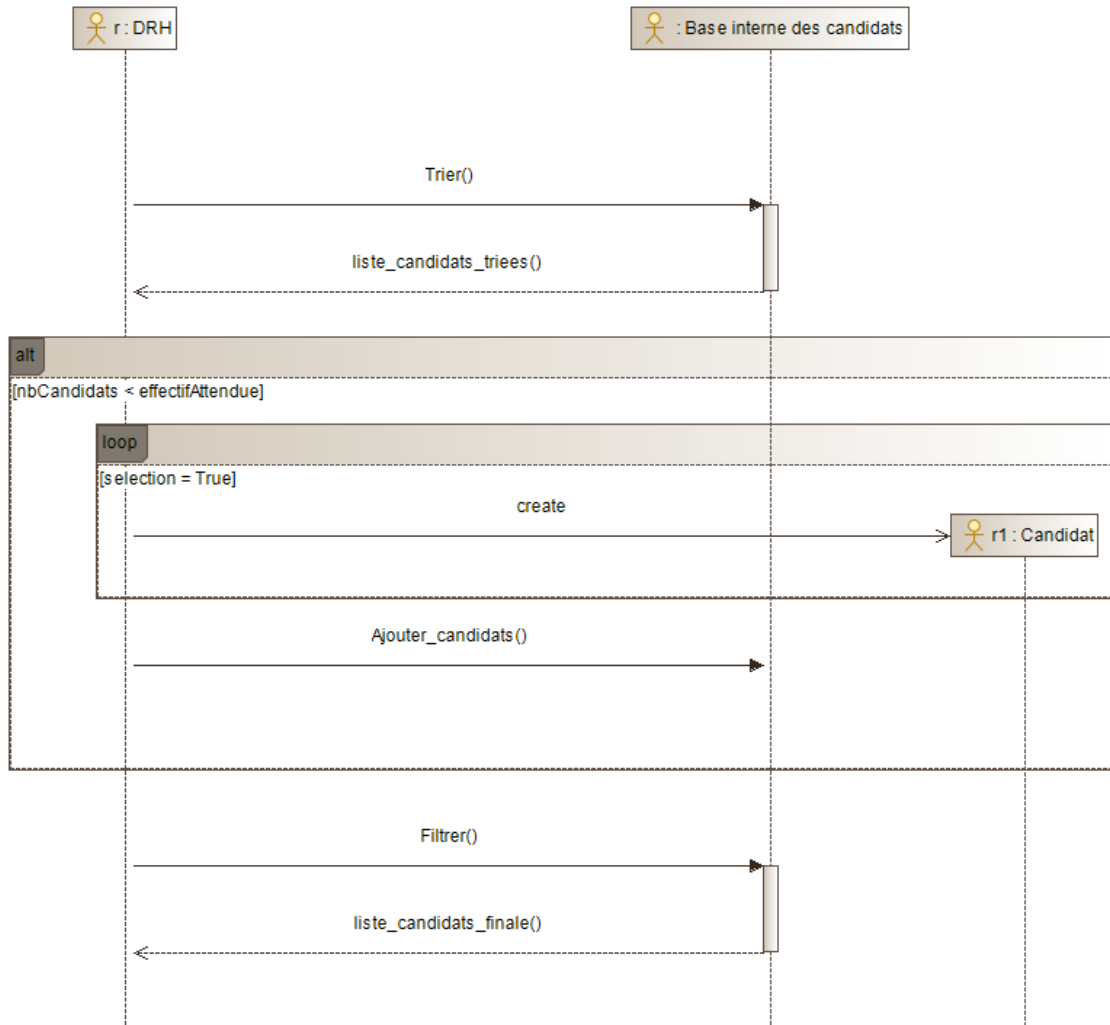 r : DRH
: Base interne des candidats
Trier()
liste_candidats_triees()
alt
[nbCandidats < effectifAttendue]
loop
[selection = True]
create
r1 : Candidat
Ajouter_candidats()
Filtrer()
liste_candidats_finale()